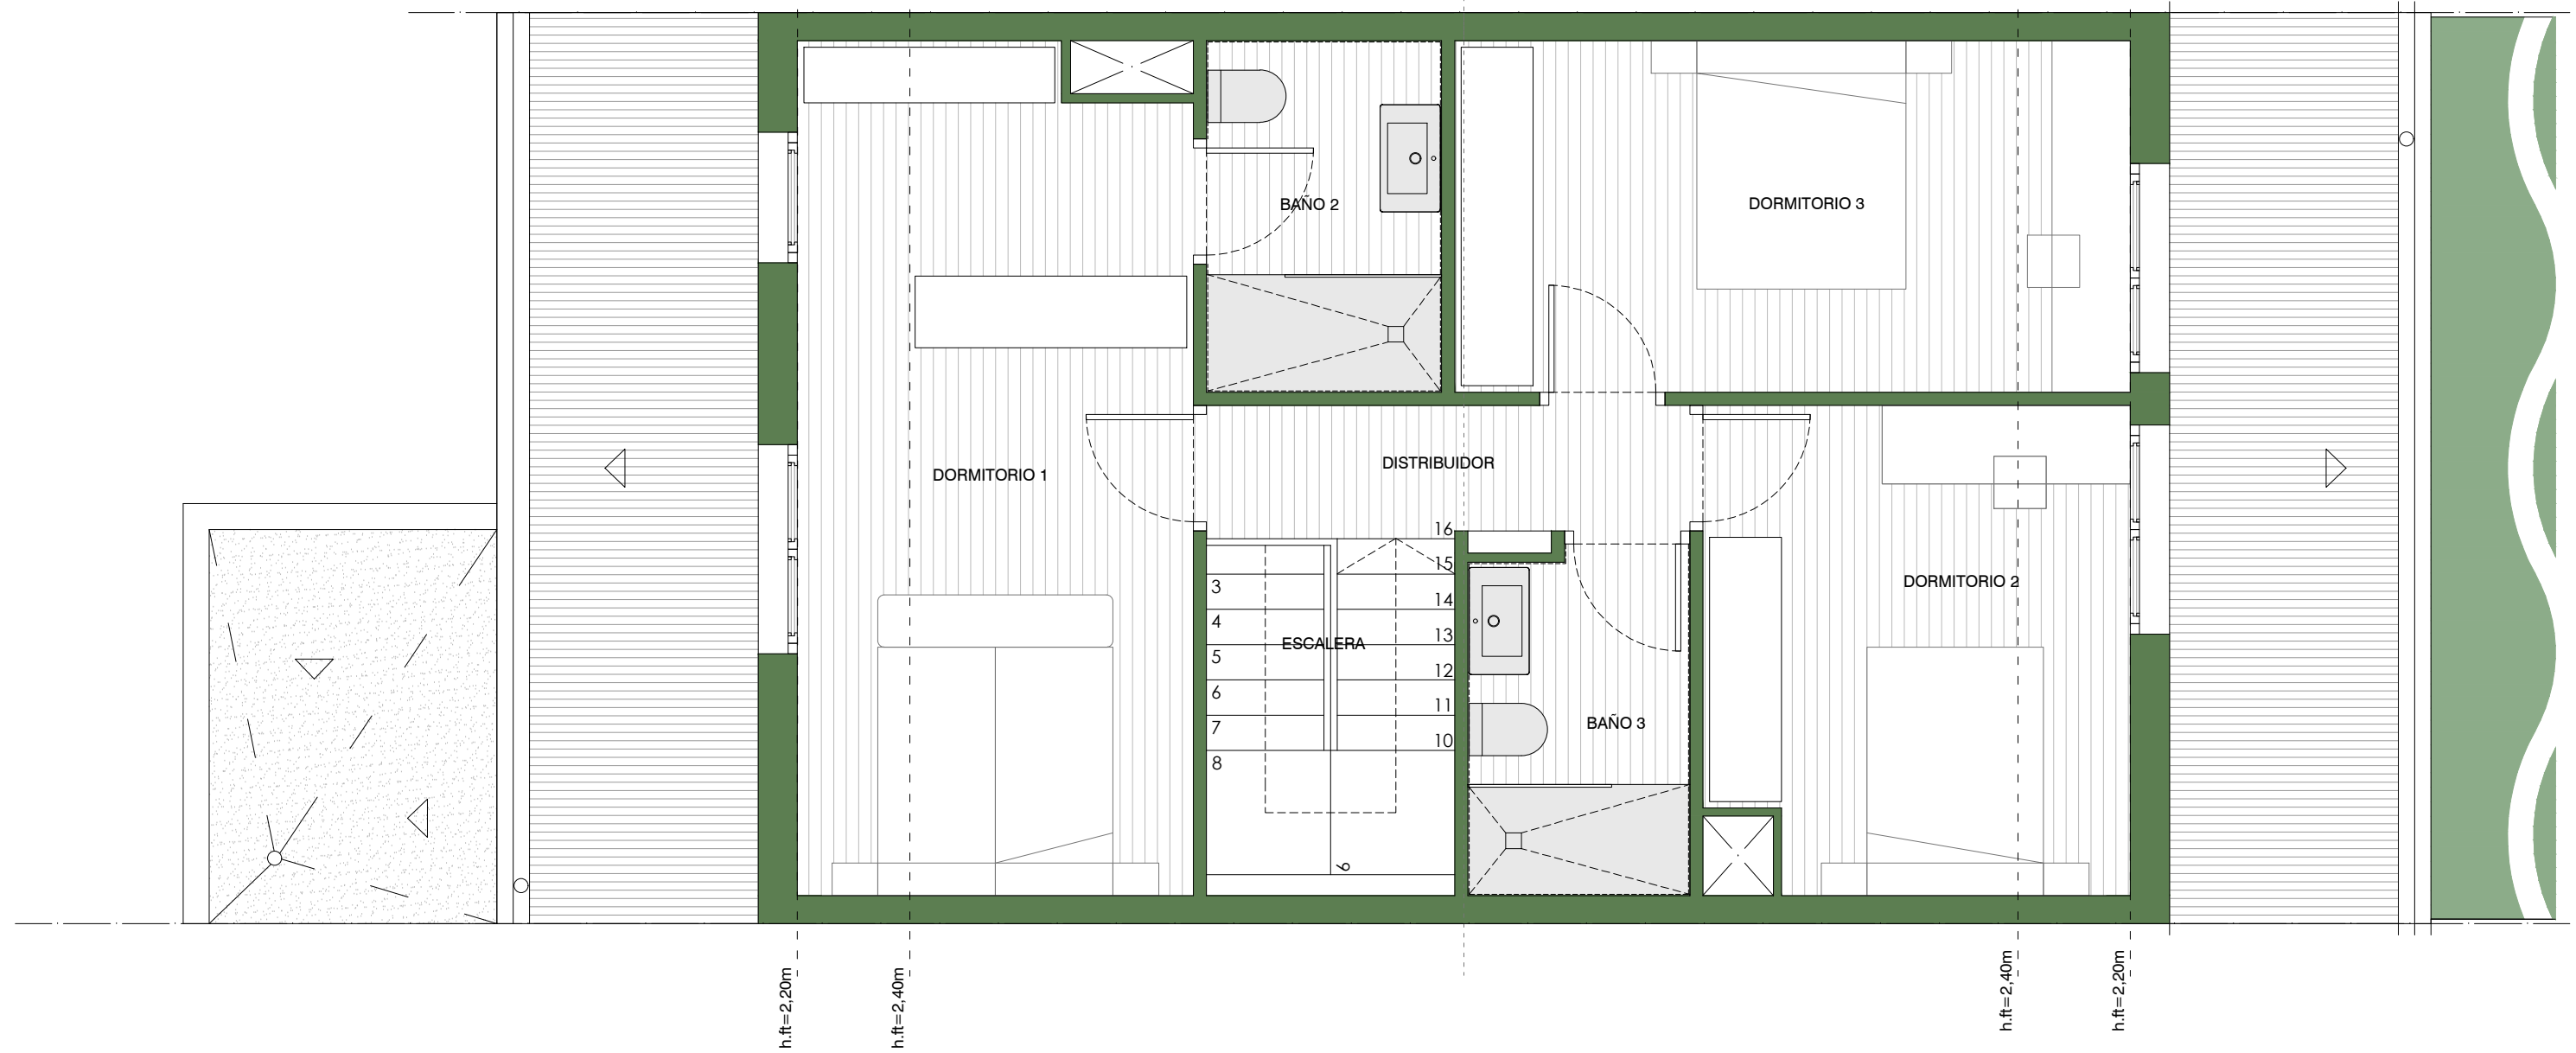 BAÑO 2
DORMITORIO 3
DISTRIBUIDOR
DORMITORIO 1
16
15
3
14
DORMITORIO 2
4
13
ESCALERA
5
12
6
11
7
BAÑO 3
10
8
9
h.ft=2,20m
h.ft=2,40m
h.ft=2,40m
h.ft=2,20m